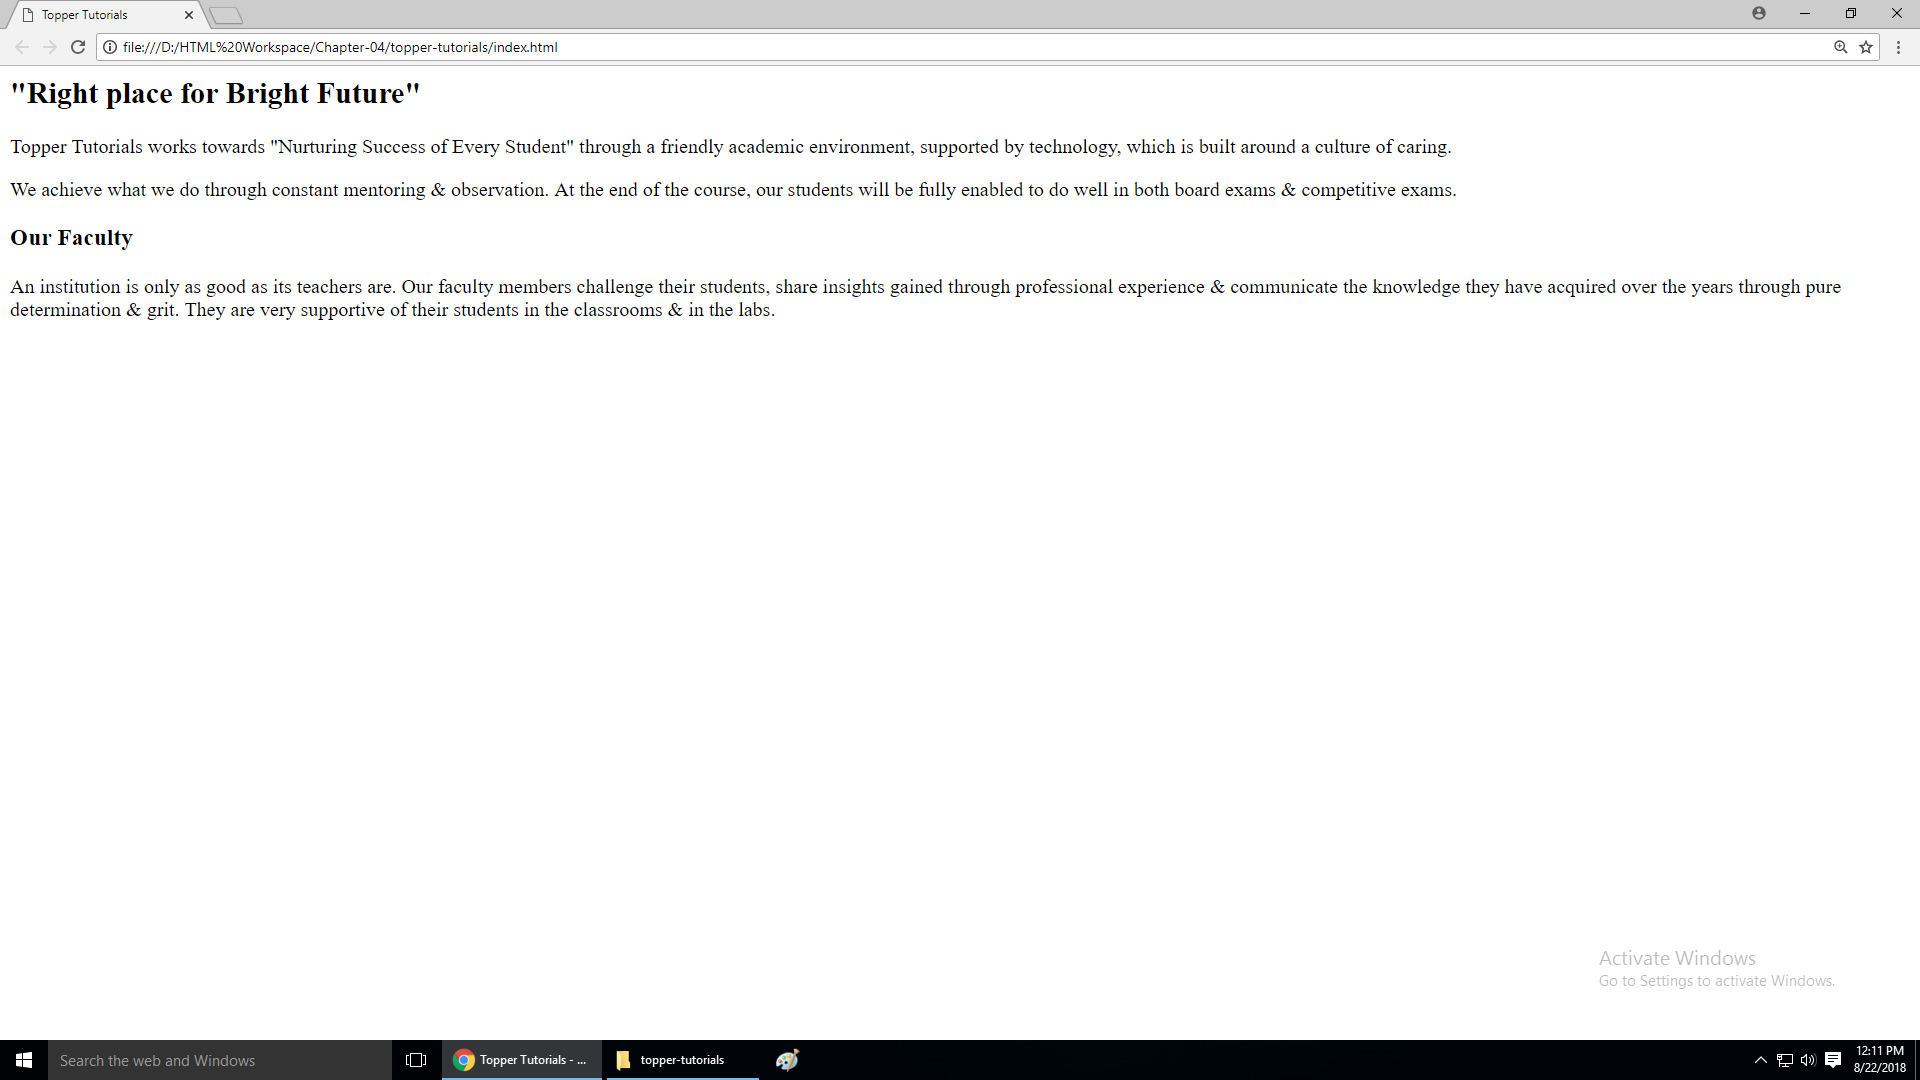 Topper Tutorials
file:///D:/HTML%20Workspace/Chapter-04/topper-tutorials/index.html
"Right place for Bright Future"
Topper Tutorials works towards "Nurturing Success of Every Student" through a friendly academic environment, supported by technology, which is built around a culture of caring.
We achieve what we do through constant mentoring & observation. At the end of the course, our students will be fully enabled to do well in both board exams & competitive exams.
Our Faculty
An institution is only as good as its teachers are. Our faculty members challenge their students, share insights gained through professional experience & communicate the knowledge they have acquired over the years through pure
determination & grit. They are very supportive of their students in the classrooms & in the labs.
Activate Windows
Go to Settings to activate Windows.
Search the web and Windows
Topper Tutorials - ...
topper-tutorials
12:11 PM
8/22/2018